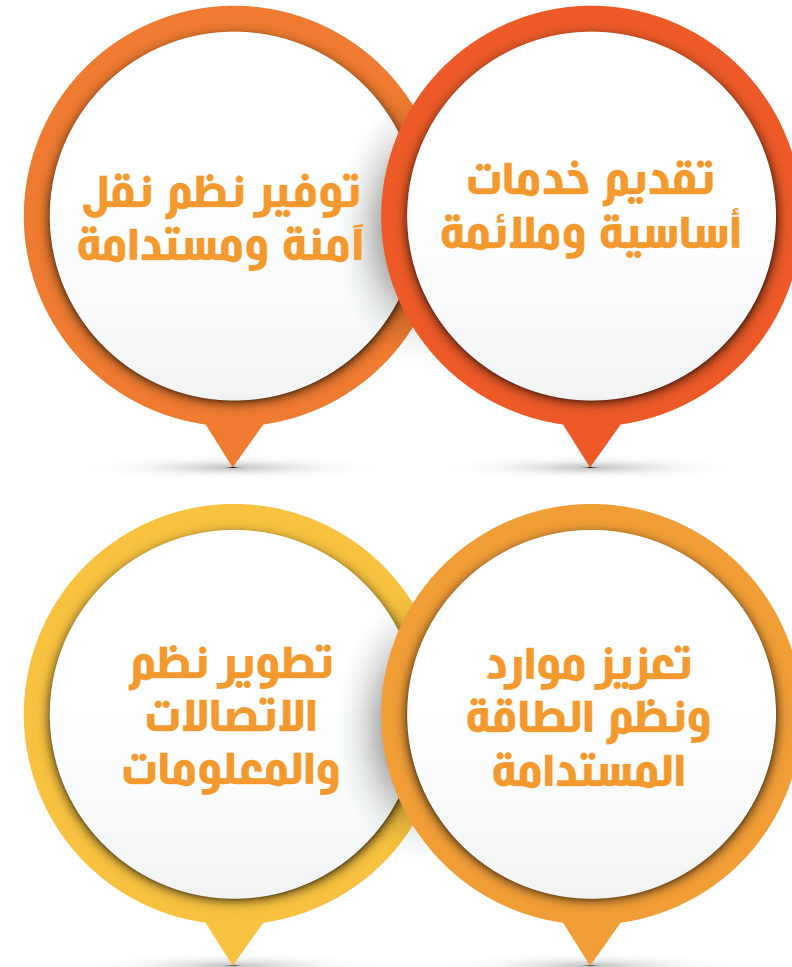 تقديم خدمات
أساسية وملائمة
توفير نظم نقل
آمنة ومستدامة
تعزيز موارد
ونظم الطاقة
المستدامة
تطوير نظم
الاتصالات
والمعلومات